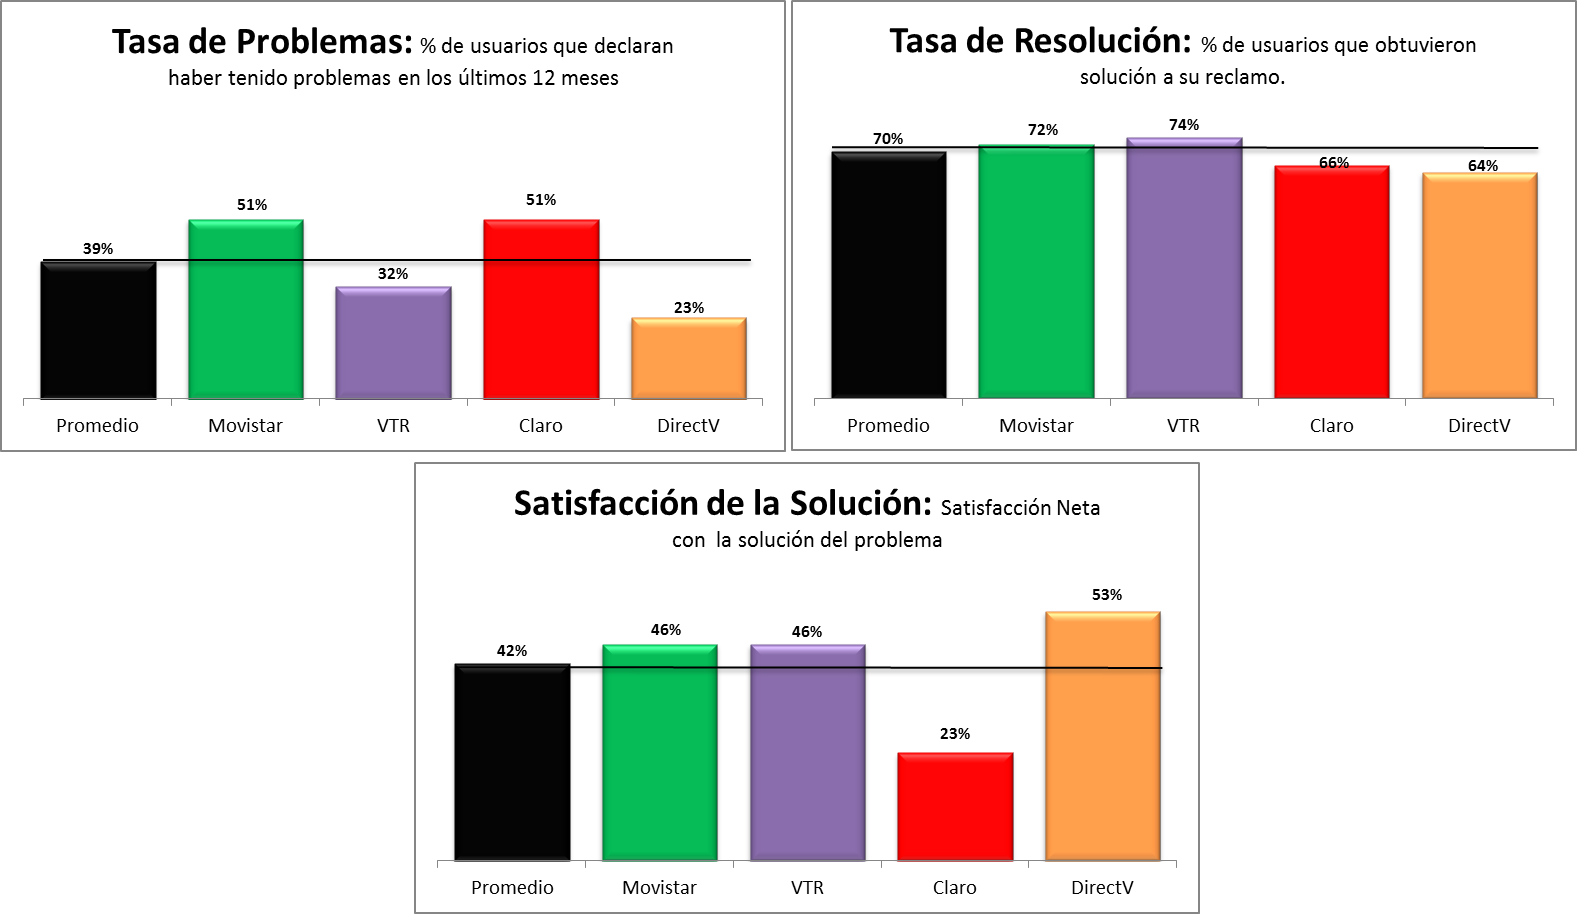 Tasa de Problemas: % de usuarios que declaran
haber tenido problemas en los últimos 12 meses
39%
51%
32%
51%
23%
Promedio
Movistar
VTR
Claro
DirectV
Tasa de Resolución: % de usuarios que obtuvieron
solución a su reclamo.
70%
72%
74%
66%
64%
Promedio
Movistar
VTR
Claro
DirectV
Satisfacción de la Solución: Satisfacción Neta
con la solución del problema
42%
46%
46%
23%
53%
Promedio
Movistar
VTR
Claro
DirectV